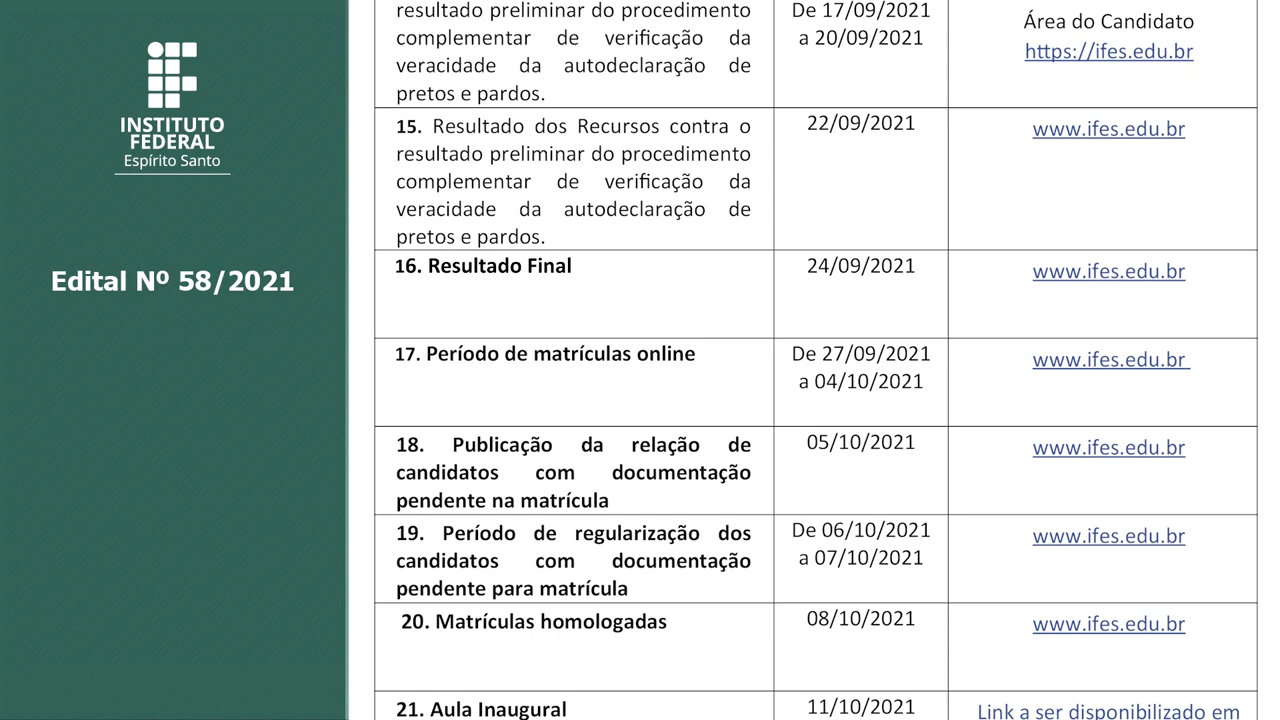 INSTITUTO
FEDERAL
Espírito Santo
Edital Nº 58/2021
resultado preliminar do procedimento
complementar de verificação da
veracidade da autodeclaração de
pretos e pardos.
De 17/09/2021
a 20/09/2021
Área do Candidato
https://ifes.edu.br
15. Resultado dos Recursos contra o
resultado preliminar do procedimento
complementar de verificação da
veracidade da autodeclaração de
pretos e pardos.
22/09/2021
www.ifes.edu.br
16. Resultado Final
24/09/2021
www.ifes.edu.br
17. Período de matrículas online
De 27/09/2021
a 04/10/2021
www.ifes.edu.br
18. Publicação da relação de
candidatos com documentação
pendente na matrícula
05/10/2021
www.ifes.edu.br
19. Período de regularização dos
candidatos com documentação
pendente para matrícula
De 06/10/2021
a 07/10/2021
www.ifes.edu.br
20. Matrículas homologadas
08/10/2021
www.ifes.edu.br
21. Aula Inaugural
11/10/2021
Link a ser disponibilizado em